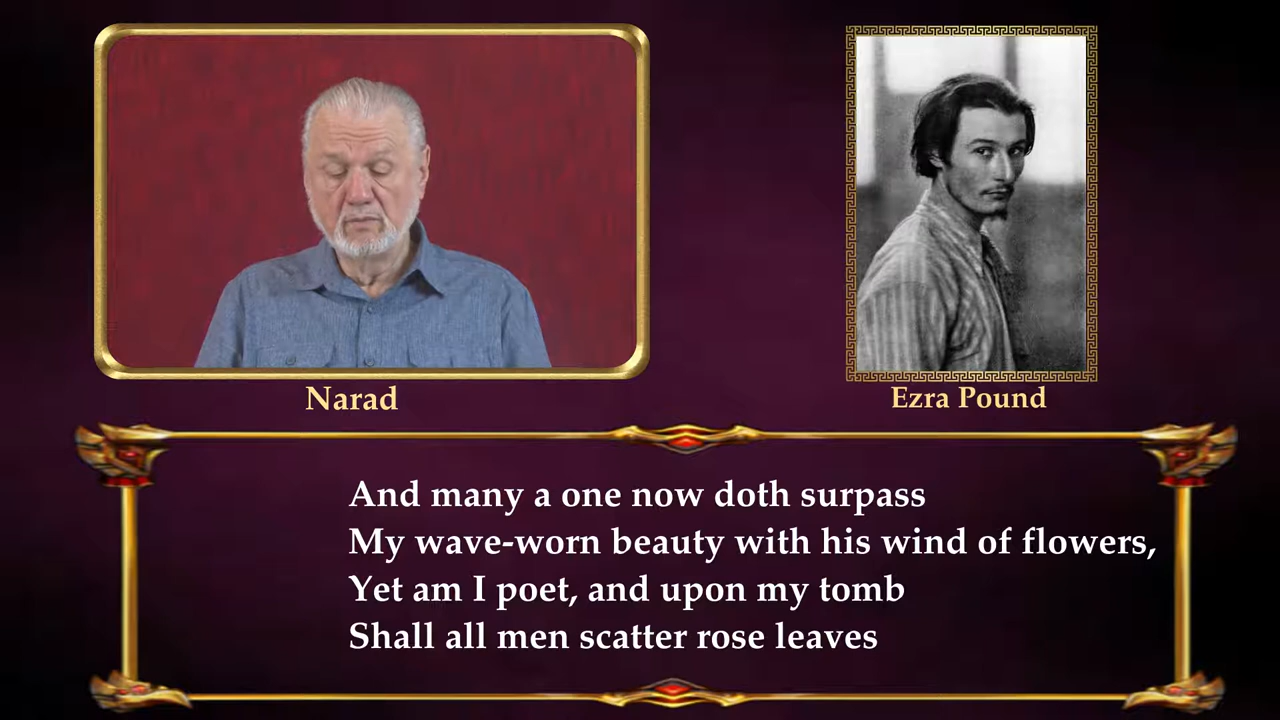 Narad
Ezra Pound
And many a one now doth surpass
My wave-worn beauty with his wind of flowers,
Yet am I poet, and upon my tomb
Shall all men scatter rose leaves